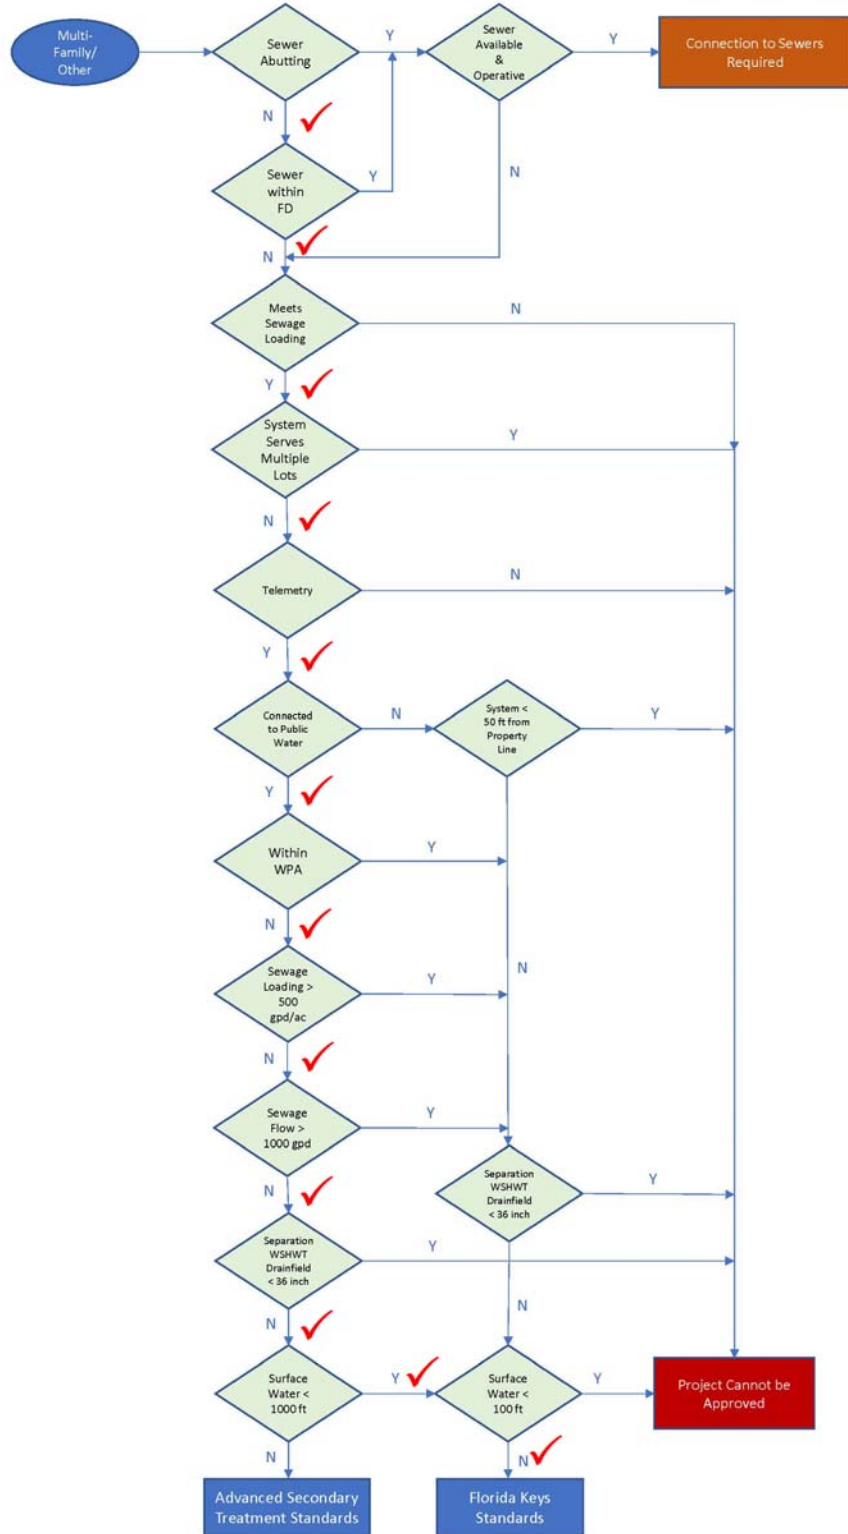 Multi-
Family/
Other
Sewer
Abutting
Y
Sewer
Available
&
Operative
Y
Connection to Sewers
Required
N
Sewer
within
FD
Y
N
N
Meets
Sewage
Loading
N
Y
System
Serves
Multiple
Lots
Y
N
Telemetry
N
Y
Connected
to Public
Water
N
System <
50 ft from
Property
Line
Y
Y
Within
WPA
Y
N
N
Sewage
Loading >
500
gpd/ac
Y
N
Sewage
Flow >
1000 gpd
Y
Separation
WSHWT
Drainfield
< 36 inch
Y
N
Separation
WSHWT
Drainfield
< 36 inch
Y
N
N
Surface
Water <
1000 ft
Y
Surface
Water <
100 ft
Y
Project Cannot be
Approved
N
N
Advanced Secondary
Treatment Standards
Florida Keys
Standards